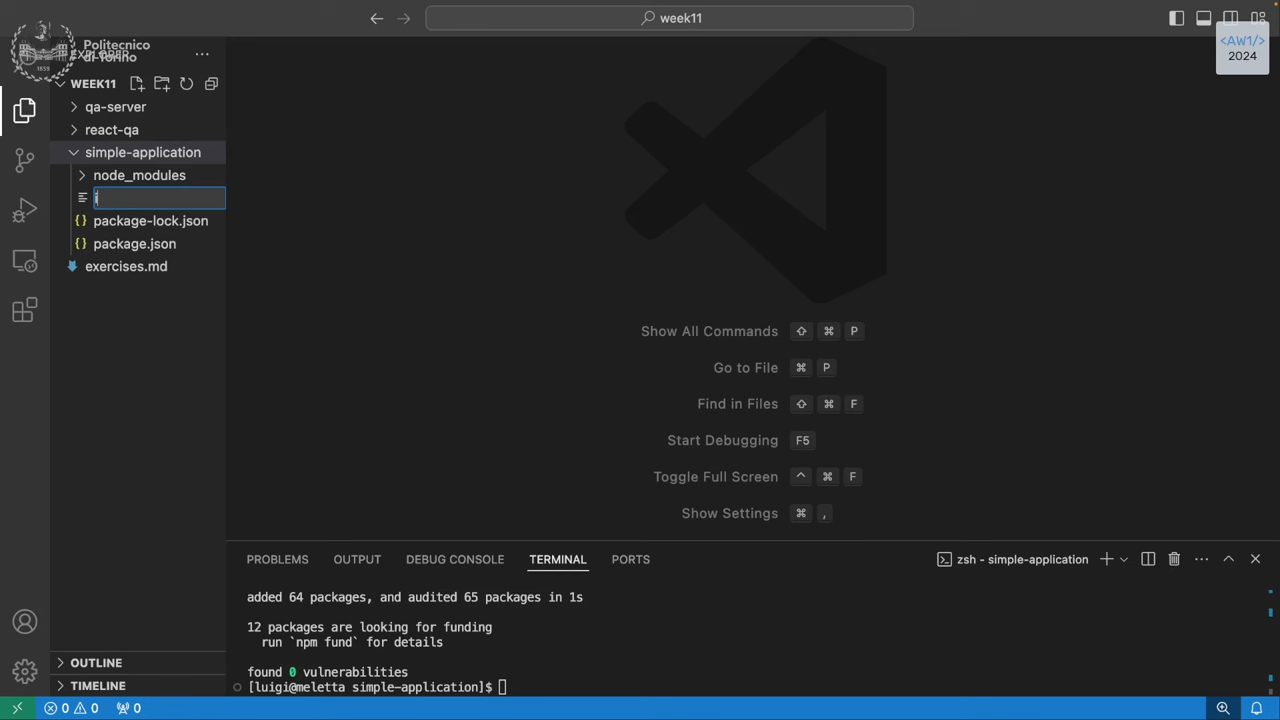 week11
Politecnico
di Torino
<AW1/>
2024
WEEK11
qa-server
react-qa
simple-application
node_modules
i
package-lock.json
package.json
exercises.md
Show All Commands ⇧ ⌘ P
Go to File ⌘ P
Find in Files ⇧ ⌘ F
Start Debugging F5
Toggle Full Screen ^ ⌘ F
Show Settings ⌘ ,
PROBLEMS OUTPUT DEBUG CONSOLE TERMINAL PORTS
zsh - simple-application
added 64 packages, and audited 65 packages in 1s
12 packages are looking for funding
run `npm fund` for details
found 0 vulnerabilities
[luigi@meletta simple-application]$
OUTLINE
TIMELINE
0 0 0